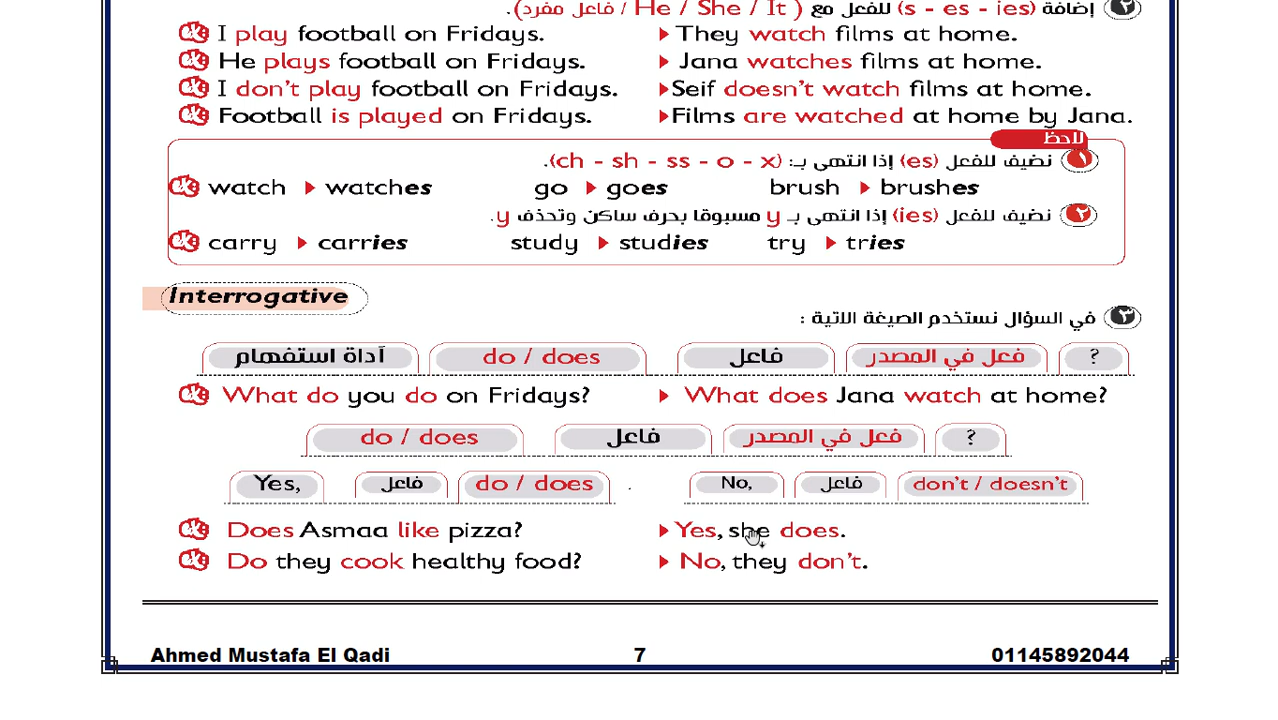 ٢ إضافة (s - es - ies) للفعل مع ( He / She / It / فاعل مفرد).
I play football on Fridays. They watch films at home.
He plays football on Fridays. Jana watches films at home.
I don't play football on Fridays. Seif doesn't watch films at home.
Football is played on Fridays. Films are watched at home by Jana.
لاحظ
١ نضيف للفعل (es) إذا انتهى بـ: (ch - sh - ss - o - x).
watch watches go goes brush brushes
٢ نضيف للفعل (ies) إذا انتهى بـ y مسبوقا بحرف ساكن وتحذف y.
carry carries study studies try tries
Interrogative
٣ في السؤال نستخدم الصيغة الاتية :
آداة استفهام do / does فاعل فعل في المصدر ?
What do you do on Fridays? What does Jana watch at home?
do / does فاعل فعل في المصدر ?
Yes, فاعل do / does . No, فاعل don't / doesn't
Does Asmaa like pizza? Yes, she does.
Do they cook healthy food? No, they don't.
Ahmed Mustafa El Qadi 7 01145892044